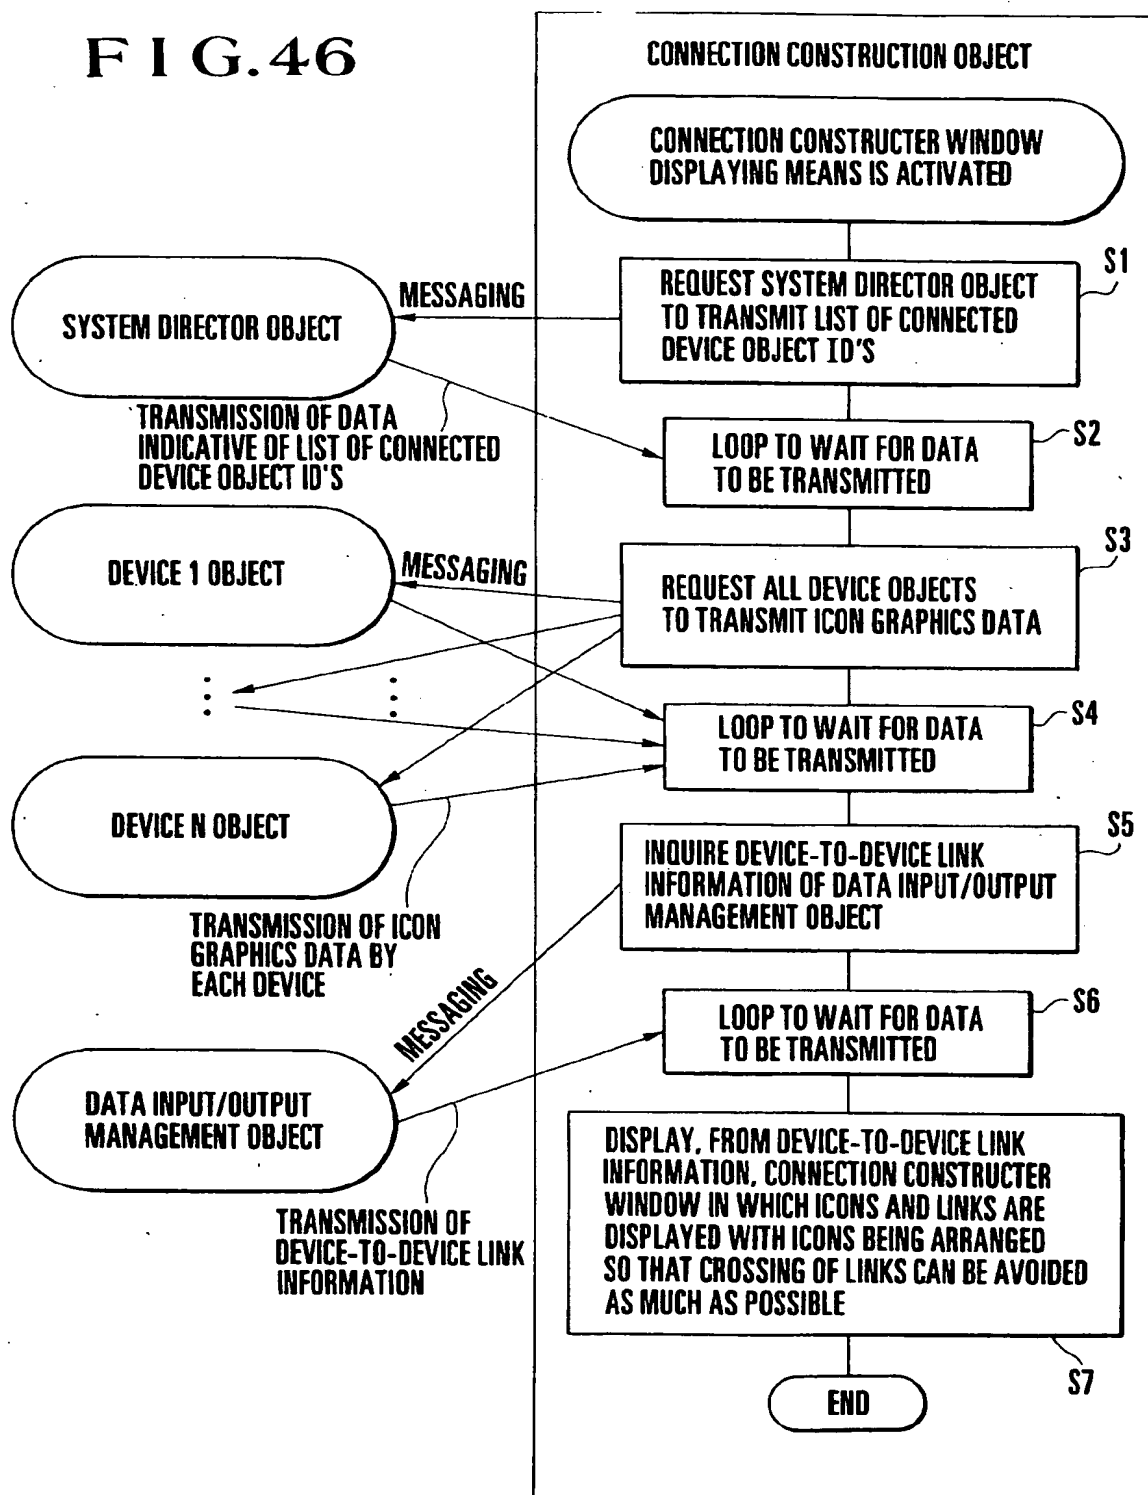 FIG.46
CONNECTION CONSTRUCTION OBJECT
CONNECTION CONSTRUCTER WINDOW
DISPLAYING MEANS IS ACTIVATED
S1
REQUEST SYSTEM DIRECTOR OBJECT
TO TRANSMIT LIST OF CONNECTED
DEVICE OBJECT ID'S
MESSAGING
SYSTEM DIRECTOR OBJECT
TRANSMISSION OF DATA
INDICATIVE OF LIST OF CONNECTED
DEVICE OBJECT ID'S
S2
LOOP TO WAIT FOR DATA
TO BE TRANSMITTED
S3
REQUEST ALL DEVICE OBJECTS
TO TRANSMIT ICON GRAPHICS DATA
MESSAGING
DEVICE 1 OBJECT
S4
LOOP TO WAIT FOR DATA
TO BE TRANSMITTED
DEVICE N OBJECT
TRANSMISSION OF ICON
GRAPHICS DATA BY
EACH DEVICE
S5
INQUIRE DEVICE-TO-DEVICE LINK
INFORMATION OF DATA INPUT/OUTPUT
MANAGEMENT OBJECT
MESSAGING
S6
LOOP TO WAIT FOR DATA
TO BE TRANSMITTED
DATA INPUT/OUTPUT
MANAGEMENT OBJECT
TRANSMISSION OF
DEVICE-TO-DEVICE LINK
INFORMATION
DISPLAY, FROM DEVICE-TO-DEVICE LINK
INFORMATION, CONNECTION CONSTRUCTER
WINDOW IN WHICH ICONS AND LINKS ARE
DISPLAYED WITH ICONS BEING ARRANGED
SO THAT CROSSING OF LINKS CAN BE AVOIDED
AS MUCH AS POSSIBLE
S7
END